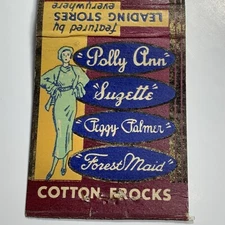 featured by
LEADING STORES
everywhere
"Polly Ann"
"Suzette"
"Peggy Palmer"
"Forest Maid"
COTTON FROCKS